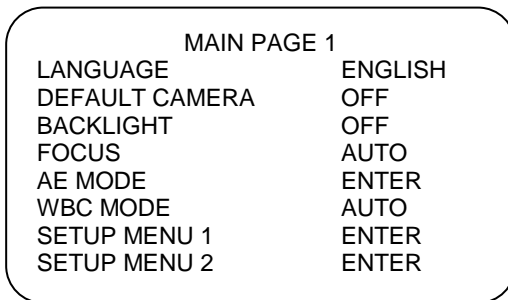 MAIN PAGE 1
LANGUAGE ENGLISH
DEFAULT CAMERA OFF
BACKLIGHT OFF
FOCUS AUTO
AE MODE ENTER
WBC MODE AUTO
SETUP MENU 1 ENTER
SETUP MENU 2 ENTER